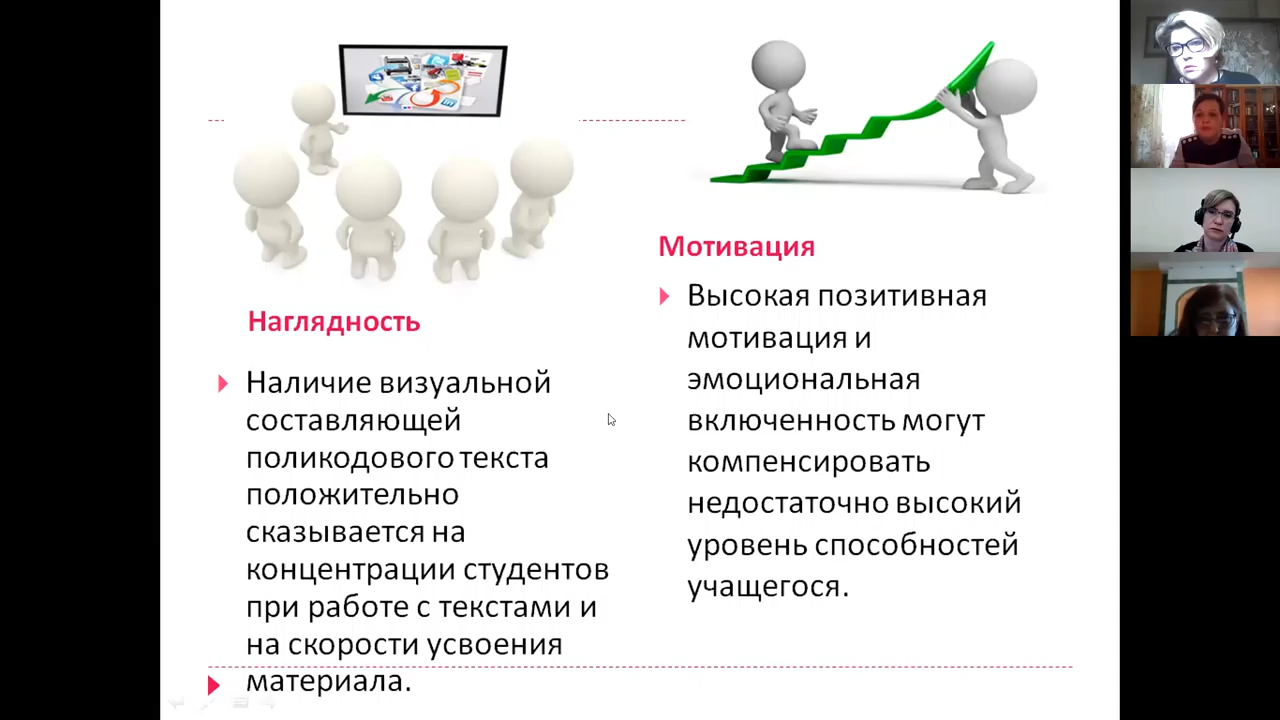 Наглядность
Наличие визуальной
составляющей
поликодового текста
положительно
сказывается на
концентрации студентов
при работе с текстами и
на скорости усвоения
материала.
Мотивация
Высокая позитивная
мотивация и
эмоциональная
включенность могут
компенсировать
недостаточно высокий
уровень способностей
учащегося.